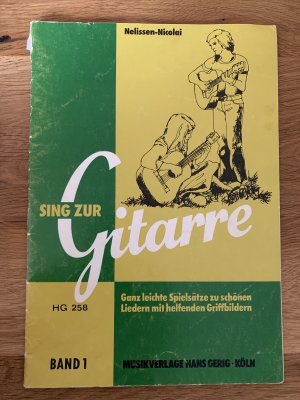 Nelissen-Nicolai
SING ZUR
Gitarre
HG 258
Ganz leichte Spielsätze zu schönen
Liedern mit helfenden Griffbildern
BAND 1
MUSIKVERLAGE HANS GERIG · KÖLN